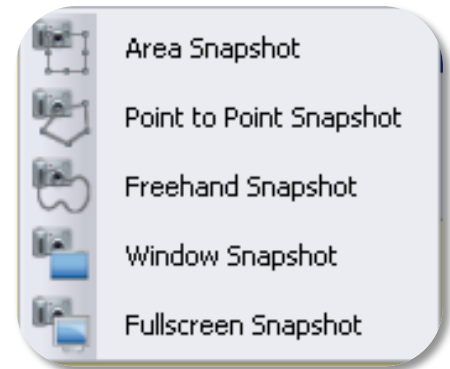 Area Snapshot
Point to Point Snapshot
Freehand Snapshot
Window Snapshot
Fullscreen Snapshot